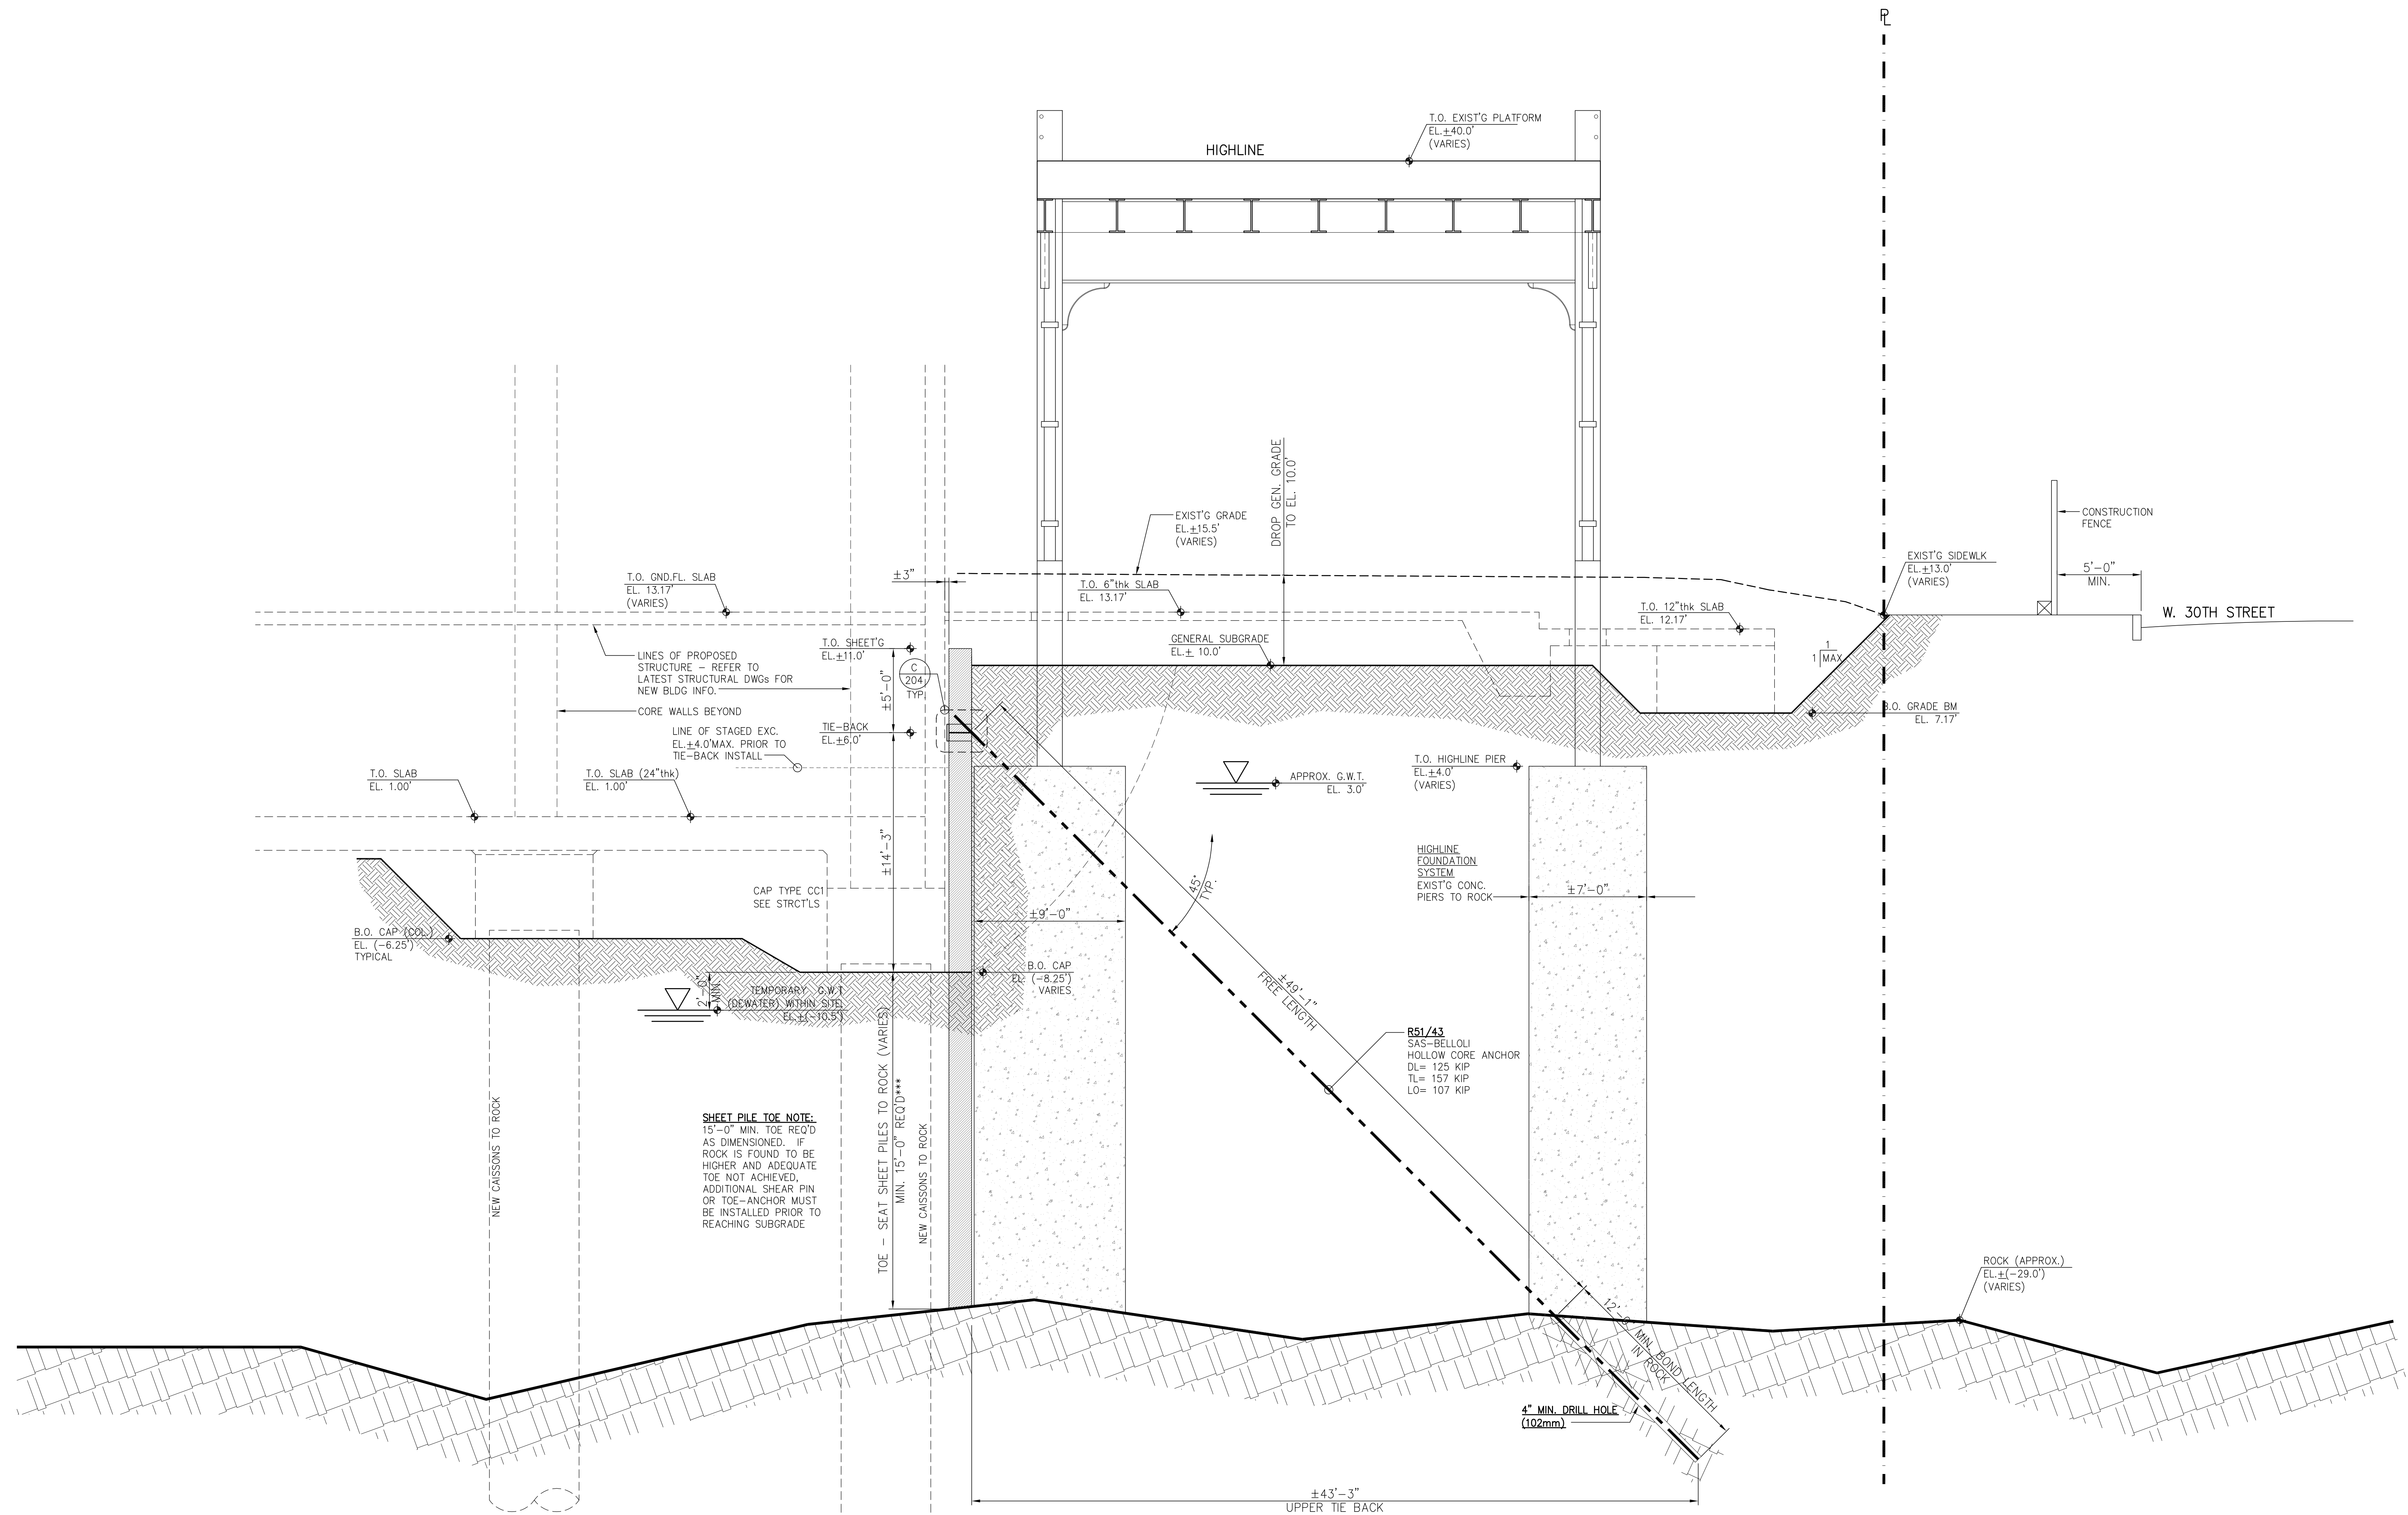 PL
T.O. EXIST'G PLATFORM
EL.±40.0'
(VARIES)
HIGHLINE
DROP GEN. GRADE
TO EL. 10.0'
EXIST'G GRADE
EL.±15.5'
(VARIES)
CONSTRUCTION
FENCE
EXIST'G SIDEWLK
EL.±13.0'
(VARIES)
5'-0"
MIN.
W. 30TH STREET
T.O. GND.FL. SLAB
EL. 13.17'
(VARIES)
±3"
T.O. 6"thk SLAB
EL. 13.17'
T.O. 12"thk SLAB
EL. 12.17'
GENERAL SUBGRADE
EL.± 10.0'
1
1 MAX
LINES OF PROPOSED
STRUCTURE – REFER TO
LATEST STRUCTURAL DWGs FOR
NEW BLDG INFO.
T.O. SHEET'G
EL.±11.0'
C
204
TYP.
±5'-0"
CORE WALLS BEYOND
TIE-BACK
EL.±6.0'
B.O. GRADE BM
EL. 7.17'
LINE OF STAGED EXC.
EL.±4.0'MAX. PRIOR TO
TIE-BACK INSTALL
T.O. SLAB
EL. 1.00'
T.O. SLAB (24"thk)
EL. 1.00'
APPROX. G.W.T.
EL. 3.0'
T.O. HIGHLINE PIER
EL.±4.0'
(VARIES)
±14'-3"
45°
TYP.
HIGHLINE
FOUNDATION
SYSTEM
EXIST'G CONC.
PIERS TO ROCK
±7'-0"
CAP TYPE CC1
SEE STRCT'LS
±9'-0"
B.O. CAP (COL.)
EL. (-6.25')
TYPICAL
B.O. CAP
EL. (-8.25')
VARIES
2'-0"
MIN.
TEMPORARY G.W.T
(DEWATER) WITHIN SITE
EL.±(-10.5')
±49'-1"
FREE LENGTH
R51/43
SAS-BELLOLI
HOLLOW CORE ANCHOR
DL= 125 KIP
TL= 157 KIP
LO= 107 KIP
NEW CAISSONS TO ROCK
SHEET PILE TOE NOTE:
15'-0" MIN. TOE REQ'D
AS DIMENSIONED. IF
ROCK IS FOUND TO BE
HIGHER AND ADEQUATE
TOE NOT ACHIEVED,
ADDITIONAL SHEAR PIN
OR TOE-ANCHOR MUST
BE INSTALLED PRIOR TO
REACHING SUBGRADE
TOE – SEAT SHEET PILES TO ROCK (VARIES)
MIN. 15'-0" REQ'D***
NEW CAISSONS TO ROCK
ROCK (APPROX.)
EL.±(-29.0')
(VARIES)
12'-0" MIN. BOND LENGTH
IN ROCK
4" MIN. DRILL HOLE
(102mm)
±43'-3"
UPPER TIE BACK